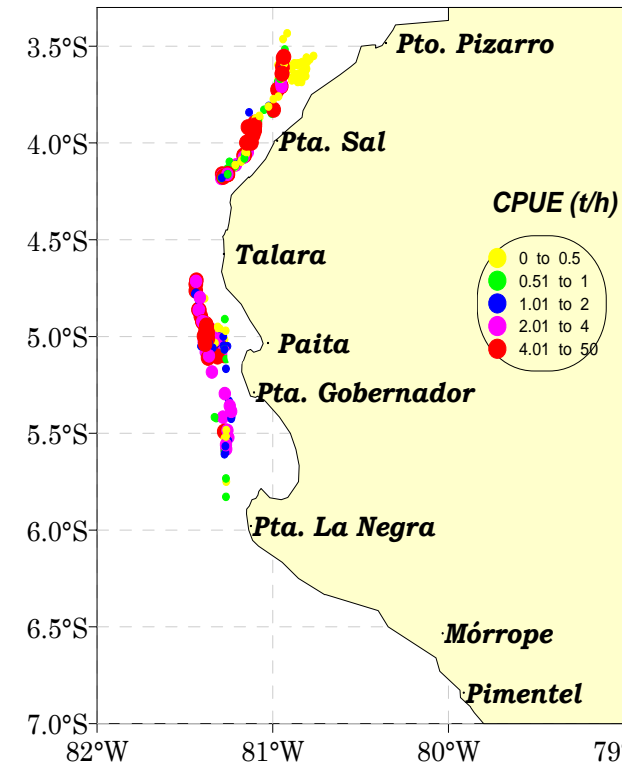 3.5°S
Pto. Pizarro
4.0°S
Pta. Sal
CPUE (t/h)
4.5°S
Talara
0 to 0.5
0.51 to 1
1.01 to 2
2.01 to 4
4.01 to 50
5.0°S
Paita
Pta. Gobernador
5.5°S
6.0°S
Pta. La Negra
6.5°S
Mórrope
Pimentel
7.0°S
82°W
81°W
80°W
79°